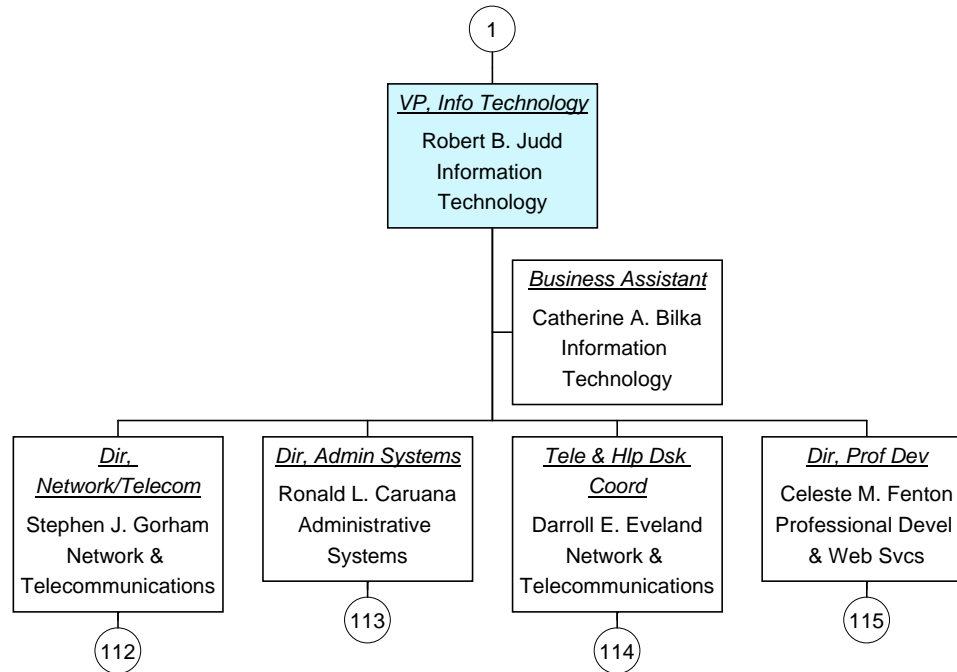 1
VP, Info Technology
Robert B. Judd
Information
Technology
Business Assistant
Catherine A. Bilka
Information
Technology
Dir,
Network/Telecom
Stephen J. Gorham
Network &
Telecommunications
112
Dir, Admin Systems
Ronald L. Caruana
Administrative
Systems
113
Tele & Hlp Dsk
Coord
Darroll E. Eveland
Network &
Telecommunications
114
Dir, Prof Dev
Celeste M. Fenton
Professional Devel
& Web Svcs
115